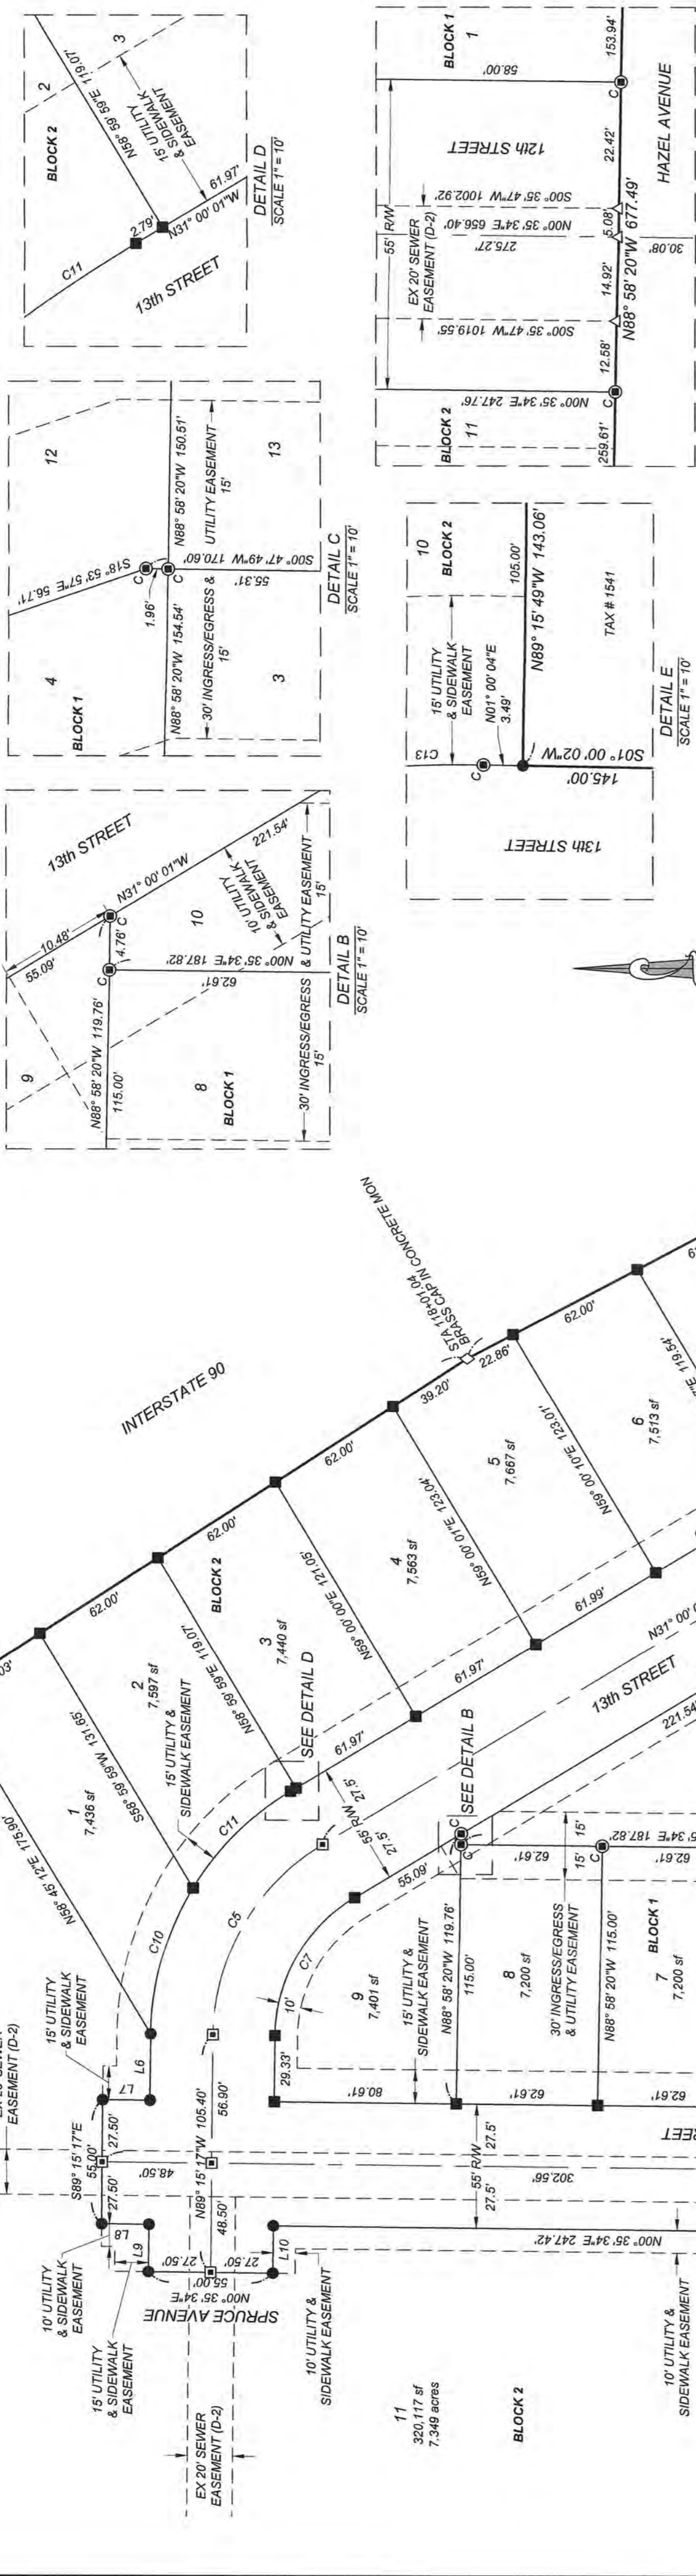 2
BLOCK 2
3
N58° 59' 59"E 119.07'
15' UTILITY
& SIDEWALK
EASEMENT
C11
2.79'
61.97'
N31° 00' 01"W
13th STREET
DETAIL D
SCALE 1" = 10'
12
4
BLOCK 1
S18° 53' 57"E 56.71'
C
C
1.96'
N88° 58' 20"W 150.51'
N88° 58' 20"W 154.54'
30' INGRESS/EGRESS & UTILITY EASEMENT
15'
15'
S00° 47' 49"W 170.60'
55.31'
3
13
DETAIL C
SCALE 1" = 10'
BLOCK 1
1
58.00'
55' R/W
12th STREET
EX 20' SEWER
EASEMENT (D-2)
S00° 35' 47"W 1002.92'
N00° 35' 34"E 656.40'
275.27'
S00° 35' 47"W 1019.55'
N00° 35' 34"E 247.76'
BLOCK 2
11
C
C
153.94'
22.42'
5.08'
14.92'
12.58'
259.61'
N88° 58' 20"W 677.49'
30.08'
HAZEL AVENUE
10
BLOCK 2
15' UTILITY
& SIDEWALK
EASEMENT
C13
C
N01° 00' 04"E
3.49'
105.00'
N89° 15' 49"W 143.06'
S01° 00' 02"W
145.00'
13th STREET
TAX # 1541
DETAIL E
SCALE 1" = 10'
13th STREET
9
10.48'
55.09'
N31° 00' 01"W
221.54'
4.76'
C
C
N88° 58' 20"W 119.76'
115.00'
N00° 35' 34"E 187.82'
62.61'
10
10' UTILITY
& SIDEWALK
EASEMENT
8
BLOCK 1
30' INGRESS/EGRESS & UTILITY EASEMENT
15'
15'
DETAIL B
SCALE 1" = 10'
INTERSTATE 90
STA 118+01.04
BRASS CAP IN CONCRETE MON
03'
62.00'
62.00'
62.00'
39.20'
22.86'
62.00'
BLOCK 2
1
7,436 sf
2
7,597 sf
3
7,440 sf
4
7,563 sf
5
7,667 sf
6
7,513 sf
N58° 45' 12"E 175.90'
S58° 59' 59"W 131.65'
N58° 59' 59"E 119.07'
N59° 00' 00"E 121.05'
N59° 00' 01"E 123.04'
N59° 00' 10"E 123.01'
"E 119.54'
15' UTILITY &
SIDEWALK EASEMENT
SEE DETAIL D
C10
C11
C5
C7
61.97'
61.97'
61.99'
55' R/W
27.5'
27.5'
13th STREET
N31° 00' 0
221.54'
SEE DETAIL B
C
C
C
55.09'
10'
9
7,401 sf
15' UTILITY &
SIDEWALK EASEMENT
N88° 58' 20"W 119.76'
115.00'
8
7,200 sf
30' INGRESS/EGRESS
& UTILITY EASEMENT
15'
15'
62.61'
5' 34"E 187.82'
N88° 58' 20"W 115.00'
BLOCK 1
7
7,200 sf
EASEMENT (D-2)
15' UTILITY
& SIDEWALK
EASEMENT
S89° 15' 17"E
55.00'
27.50'
27.50'
L7
L6
L8
L9
L10
10' UTILITY
& SIDEWALK
EASEMENT
15' UTILITY
& SIDEWALK
EASEMENT
48.50'
N89° 15' 17"W 105.40'
56.90'
48.50'
29.33'
27.50'
27.50'
55.00'
N00° 35' 34"E
SPRUCE AVENUE
EX 20' SEWER
EASEMENT (D-2)
10' UTILITY &
SIDEWALK EASEMENT
80.61'
62.61'
62.61'
55' R/W
27.5'
27.5'
302.56'
N00° 35' 34"E 247.42'
10' UTILITY &
SIDEWALK EASEMENT
11
320,117 sf
7.349 acres
BLOCK 2